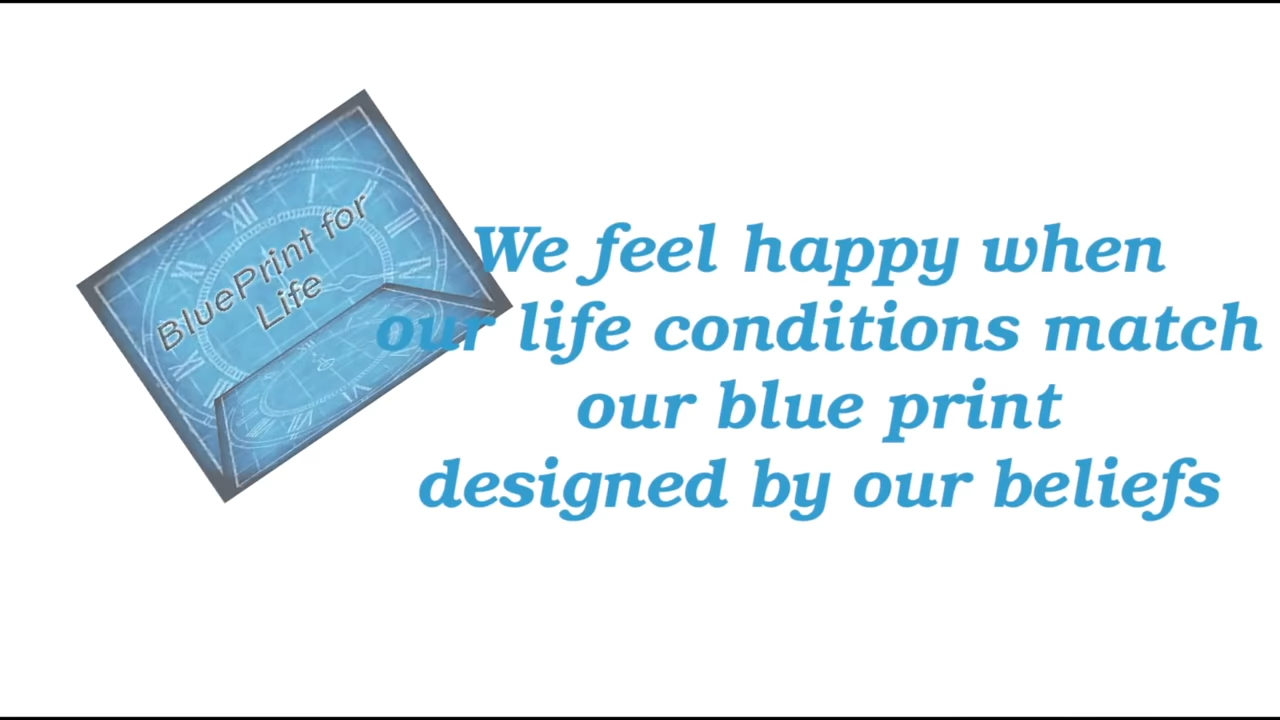 BluePrint for
Life
We feel happy when
our life conditions match
our blue print
designed by our beliefs